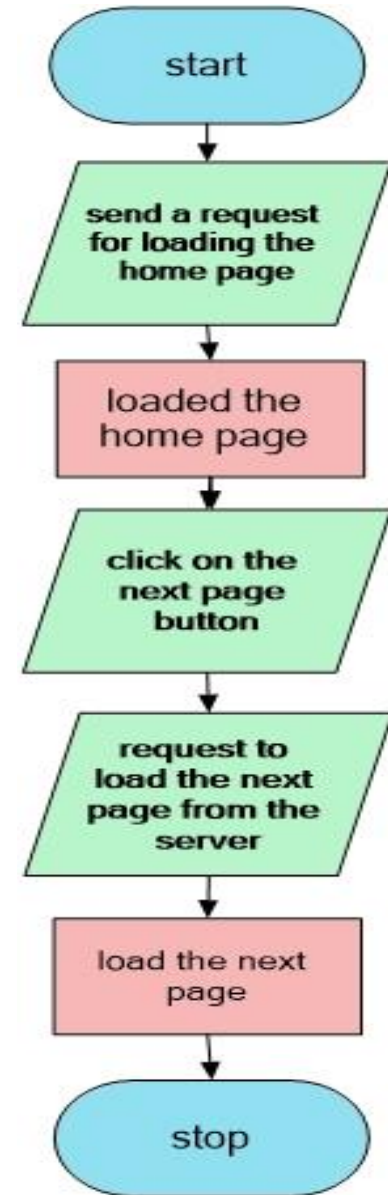 start
send a request
for loading the
home page
loaded the
home page
click on the
next page
button
request to
load the next
page from the
server
load the next
page
stop